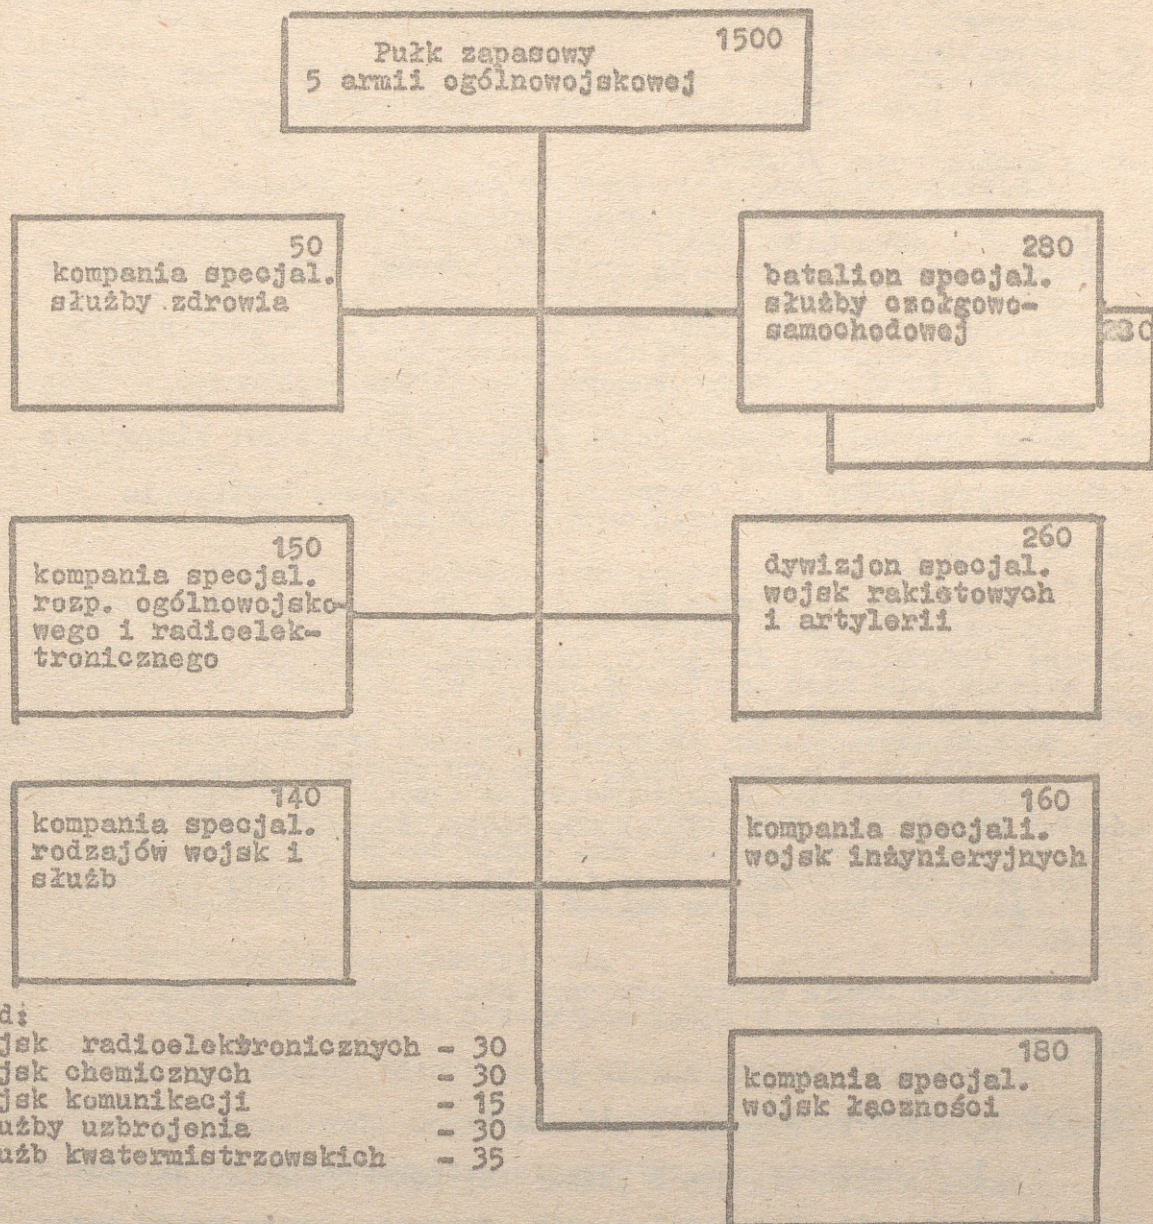 Pułk zapasowy 1500
5 armii ogólnowojskowej
50
kompania specjal.
służby zdrowia
280
batalion specjal.
służby czołgowo-
samochodowej
280
150
kompania specjal.
rozp. ogólnowojsko-
wego i radioelek-
tronicznego
260
dywizjon specjal.
wojsk rakietowych
i artylerii
140
kompania specjal.
rodzajów wojsk i
służb
160
kompania specjali.
wojsk inżynieryjnych
d:
jsk radioelektronicznych - 30
jsk chemicznych - 30
jsk komunikacji - 15
użby uzbrojenia - 30
użb kwatermistrzowskich - 35
180
kompania specjal.
wojsk łączności